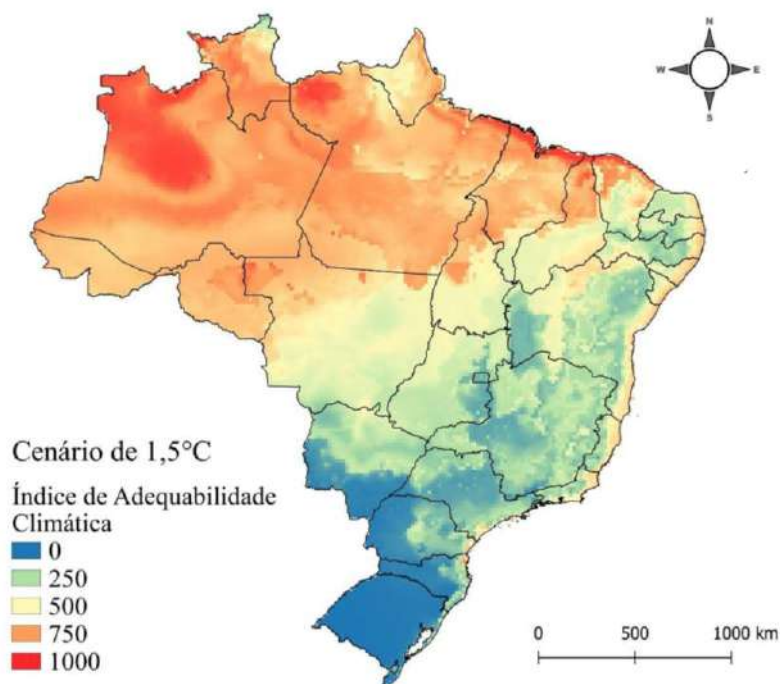 N
W E
S
Cenário de 1,5°C
Índice de Adequabilidade
Climática
0
250
500
750
1000
0 500 1000 km